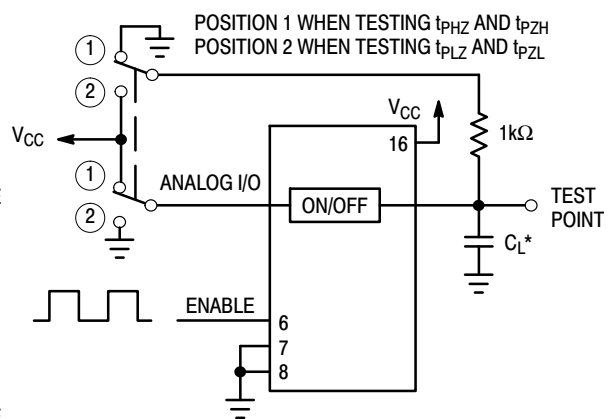 POSITION 1 WHEN TESTING tPHZ AND tPZH
POSITION 2 WHEN TESTING tPLZ AND tPZL
1
2
VCC
VCC
16
1kΩ
1
2
ANALOG I/O
ON/OFF
TEST
POINT
CL*
ENABLE
6
7
8